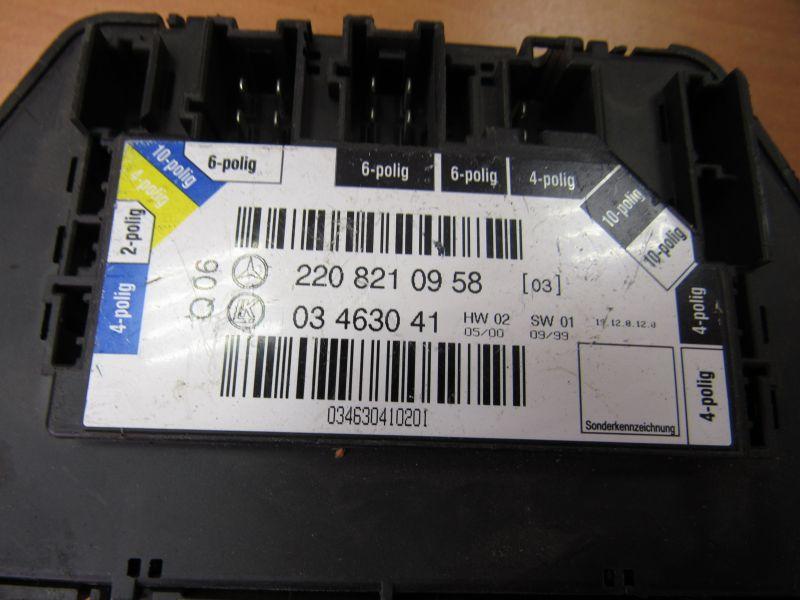 10-polig
6-polig
6-polig
6-polig
4-polig
4-polig
2-polig
4-polig
10-polig
10-polig
4-polig
4-polig
Q 06
220 821 09 58 [03]
03 4630 41 HW 02 SW 01
05/00 09/99
034630410201
Sonderkennzeichnung